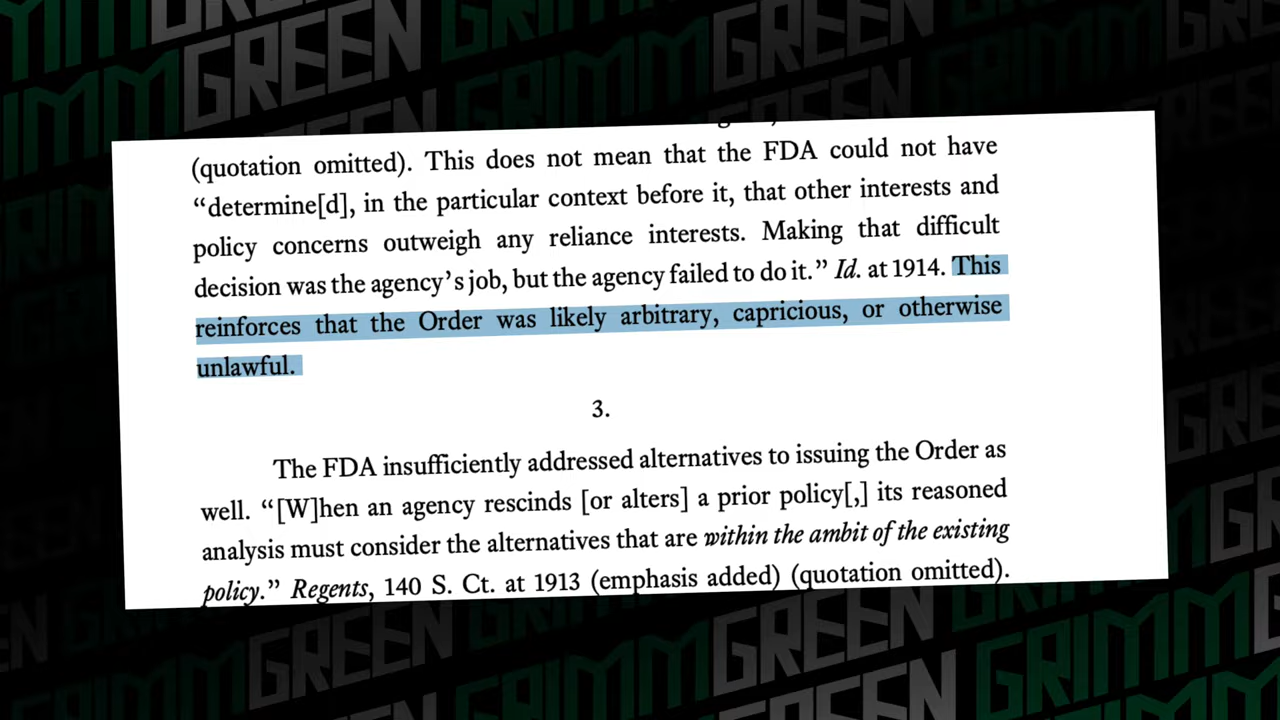 (quotation omitted). This does not mean that the FDA could not have
“determine[d], in the particular context before it, that other interests and
policy concerns outweigh any reliance interests. Making that difficult
decision was the agency’s job, but the agency failed to do it.” Id. at 1914. This
reinforces that the Order was likely arbitrary, capricious, or otherwise
unlawful.
3.
The FDA insufficiently addressed alternatives to issuing the Order as
well. “[W]hen an agency rescinds [or alters] a prior policy[,] its reasoned
analysis must consider the alternatives that are within the ambit of the existing
policy.” Regents, 140 S. Ct. at 1913 (emphasis added) (quotation omitted).
GRIMMGREEN